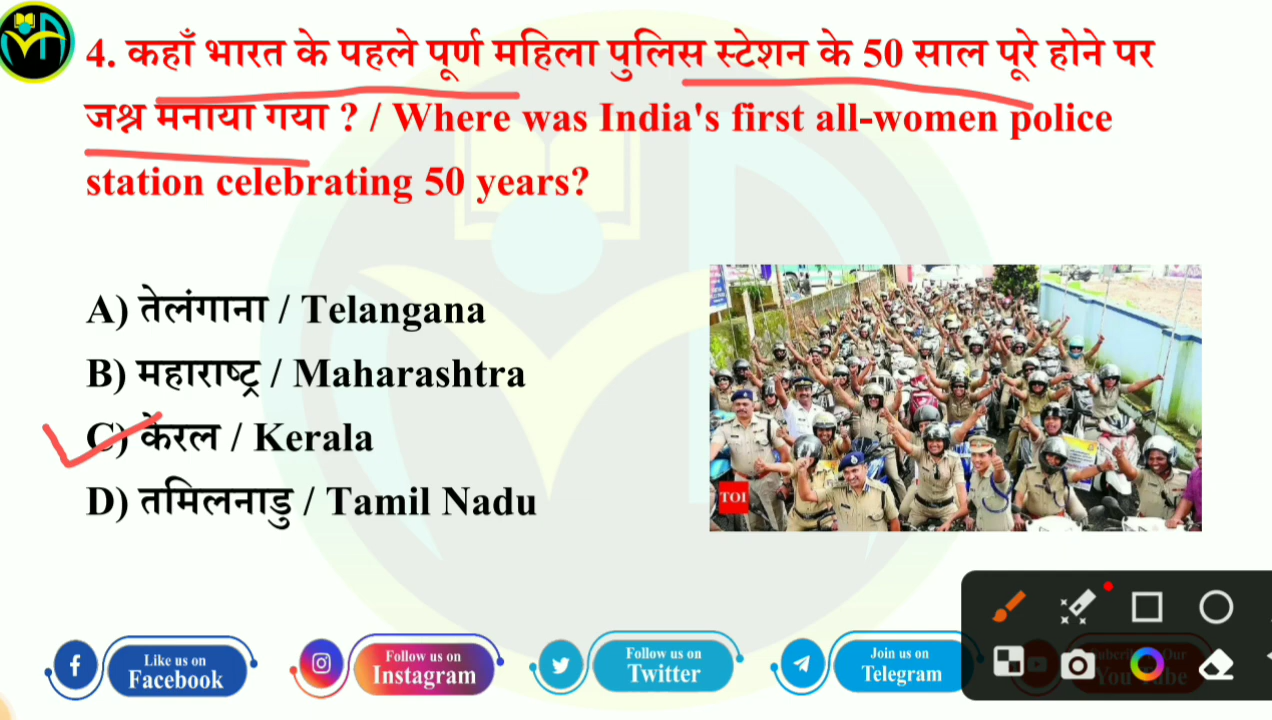 4. कहाँ भारत के पहले पूर्ण महिला पुलिस स्टेशन के 50 साल पूरे होने पर
जश्न मनाया गया ? / Where was India's first all-women police
station celebrating 50 years?
A) तेलंगाना / Telangana
B) महाराष्ट्र / Maharashtra
C) केरल / Kerala
D) तमिलनाडु / Tamil Nadu
TOI
Like us on
Facebook
Follow us on
Instagram
Follow us on
Twitter
Join us on
Telegram